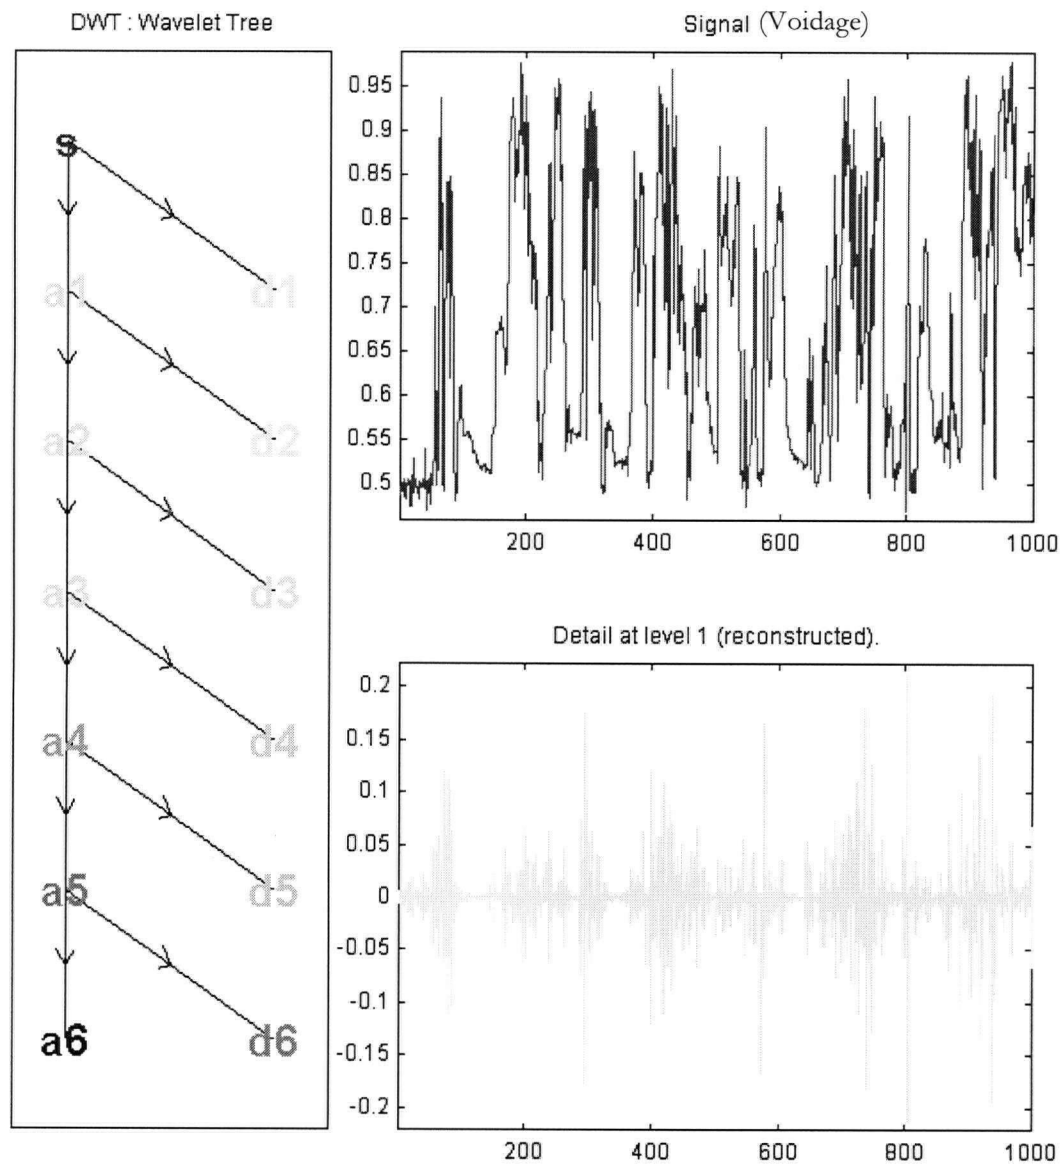 DWT : Wavelet Tree
s
a1 d1
a2 d2
a3 d3
a4 d4
a5 d5
a6 d6
Signal (Voidage)
0.95
0.9
0.85
0.8
0.75
0.7
0.65
0.6
0.55
0.5
200 400 600 800 1000
Detail at level 1 (reconstructed).
0.2
0.15
0.1
0.05
0
-0.05
-0.1
-0.15
-0.2
200 400 600 800 1000